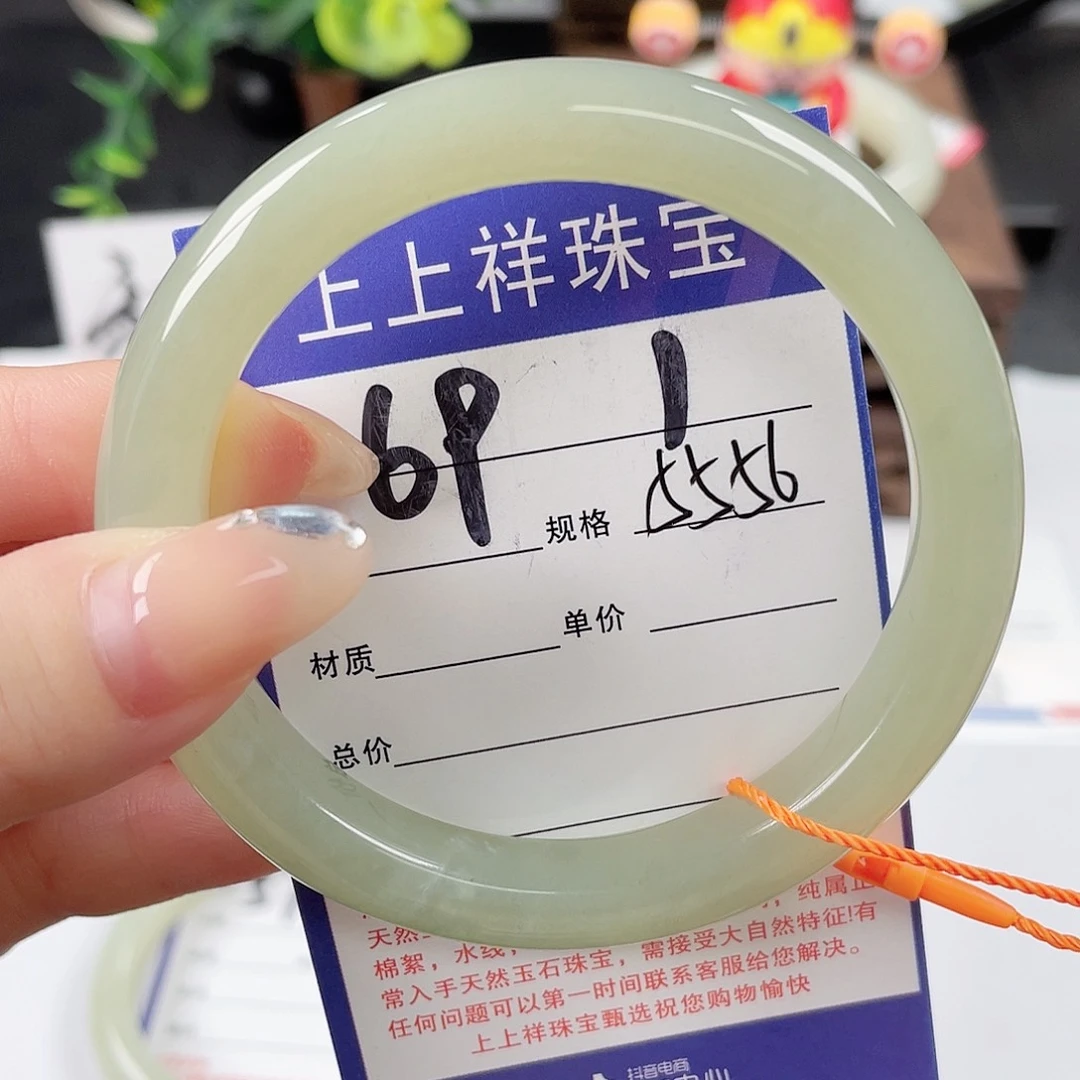 上上祥珠宝
6P 1
规格 5556
材质 单价
总价
纯属正
天然
棉絮，水线，需接受大自然特征!有
常入手天然玉石珠宝，
任何问题可以第一时间联系客服给您解决。
上上祥珠宝甄选祝您购物愉快
抖音电商